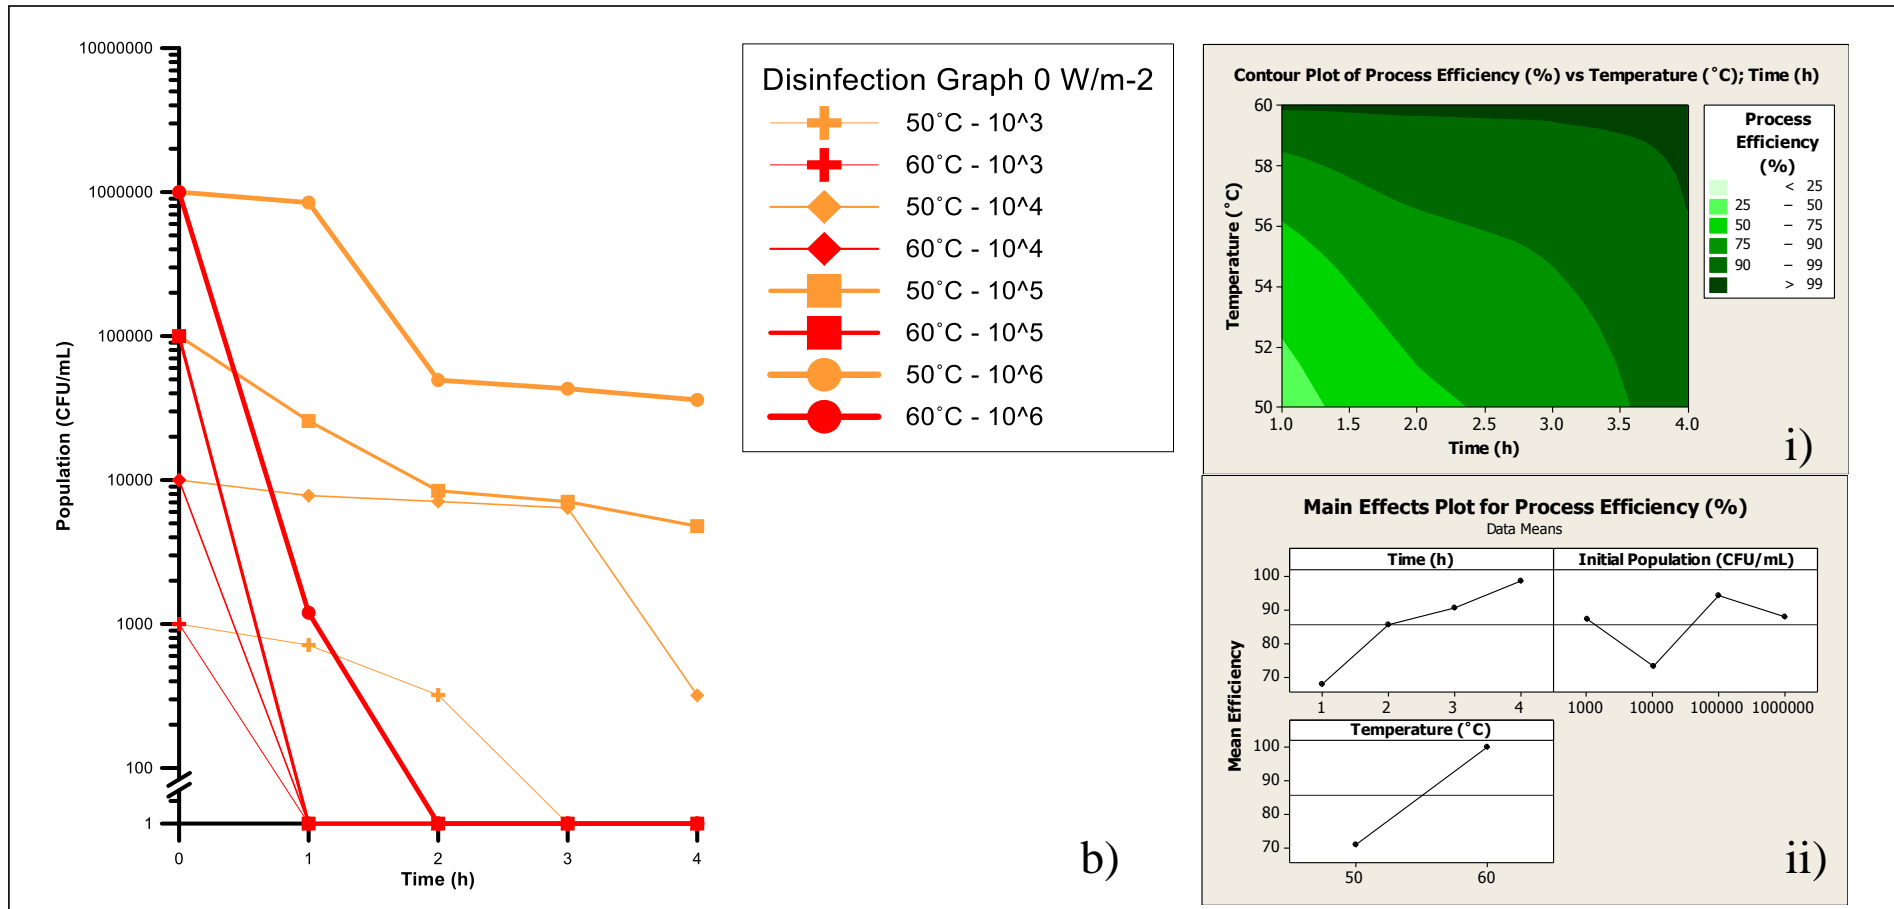 10000000
1000000
100000
10000
1000
100
1
0 1 2 3 4
Population (CFU/mL)
Time (h)
Disinfection Graph 0 W/m-2
50˚C - 10^3
60˚C - 10^3
50˚C - 10^4
60˚C - 10^4
50˚C - 10^5
60˚C - 10^5
50˚C - 10^6
60˚C - 10^6
b)
Contour Plot of Process Efficiency (%) vs Temperature (˚C); Time (h)
60
58
56
54
52
50
Temperature (˚C)
1.0 1.5 2.0 2.5 3.0 3.5 4.0
Time (h)
Process
Efficiency
(%)
< 25
25 – 50
50 – 75
75 – 90
90 – 99
> 99
i)
Main Effects Plot for Process Efficiency (%)
Data Means
Time (h) Initial Population (CFU/mL)
100
90
80
70
1 2 3 4 1000 10000 100000 1000000
Mean Efficiency
Temperature (˚C)
100
90
80
70
50 60
ii)